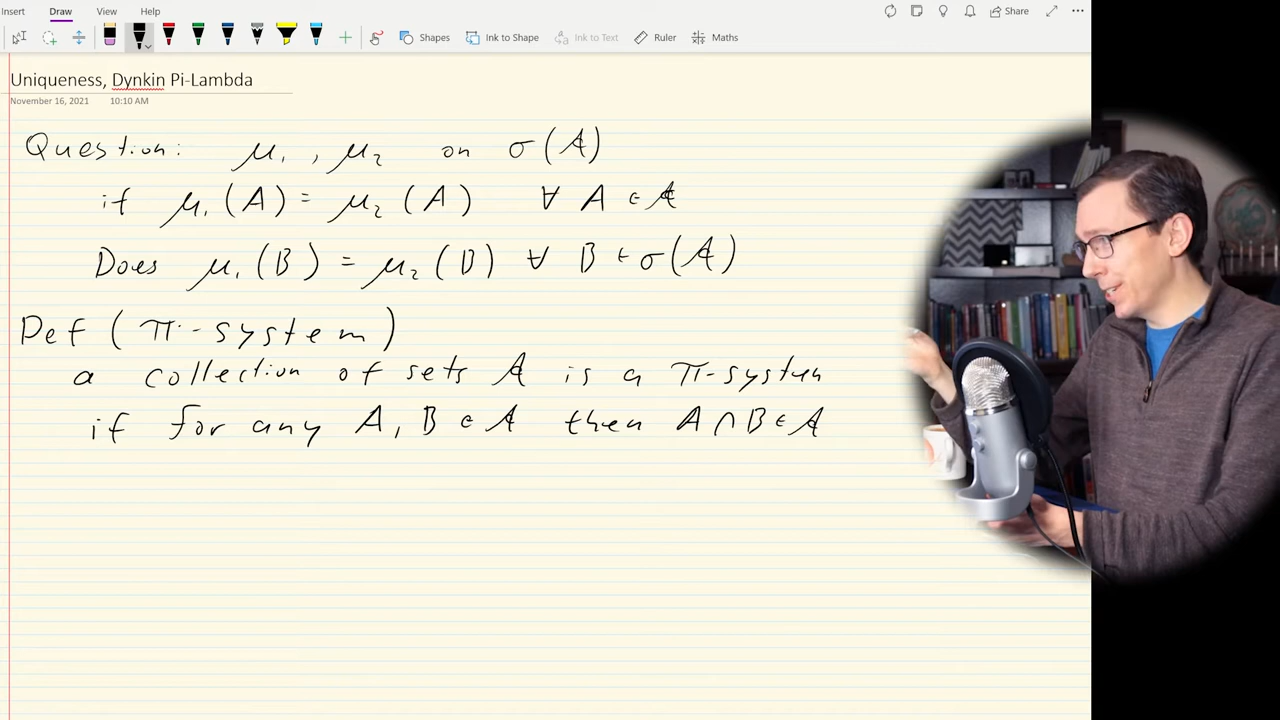 Insert Draw View Help Share
Shapes Ink to Shape Ink to Text Ruler Maths
Uniqueness, Dynkin Pi-Lambda
November 16, 2021 10:10 AM
Question: μ₁, μ₂ on σ(𝔸)
if μ₁(A) = μ₂(A) ∀ A ∈ 𝔸
Does μ₁(B) = μ₂(B) ∀ B ∈ σ(𝔸)
Def (π-system)
a collection of sets 𝔸 is a π-system
if for any A, B ∈ 𝔸 then A ∩ B ∈ 𝔸